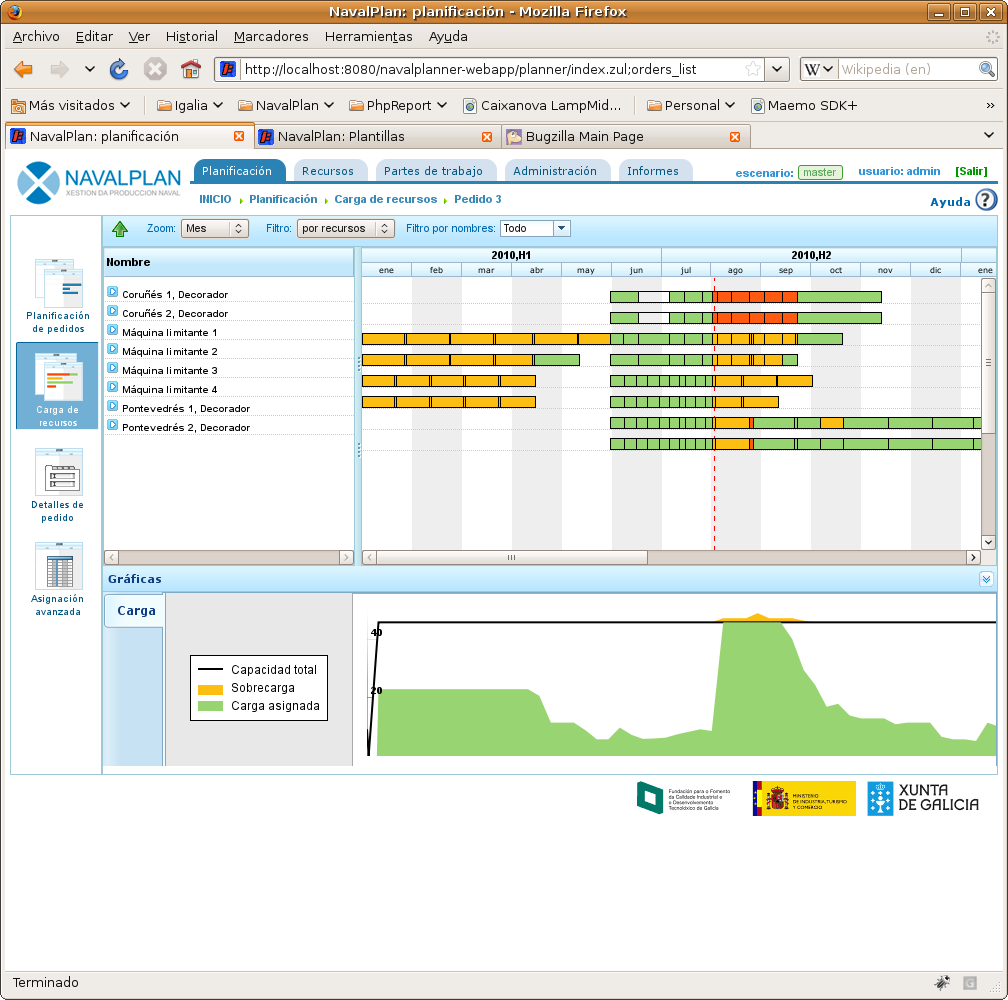 NavalPlan: planificación - Mozilla Firefox
Archivo Editar Ver Historial Marcadores Herramientas Ayuda
http://localhost:8080/navalplanner-webapp/planner/index.zul;orders_list
W Wikipedia (en)
Más visitados Igalia NavalPlan PhpReport Caixanova LampMid... Personal Maemo SDK+ »
NavalPlan: planificación NavalPlan: Plantillas Bugzilla Main Page
NAVALPLAN
XESTION DA PRODUCCION NAVAL
Planificación Recursos Partes de trabajo Administración Informes
escenario: master usuario: admin [Salir]
INICIO Planificación Carga de recursos Pedido 3
Ayuda ?
Zoom: Mes Filtro: por recursos Filtro por nombres: Todo
Planificación
de pedidos
Carga de
recursos
Detalles de
pedido
Asignación
avanzada
Nombre
2010,H1 2010,H2
ene feb mar abr may jun jul ago sep oct nov dic ene
Coruñés 1, Decorador
Coruñés 2, Decorador
Máquina limitante 1
Máquina limitante 2
Máquina limitante 3
Máquina limitante 4
Pontevedrés 1, Decorador
Pontevedrés 2, Decorador
Gráficas
Carga
Capacidad total
Sobrecarga
Carga asignada
40
20
Fundación para o Fomento
da Calidade Industrial e
o Desenvolvemento
Tecnolóxico de Galicia
MINISTERIO
DE INDUSTRIA, TURISMO
Y COMERCIO
XUNTA
DE GALICIA
Terminado